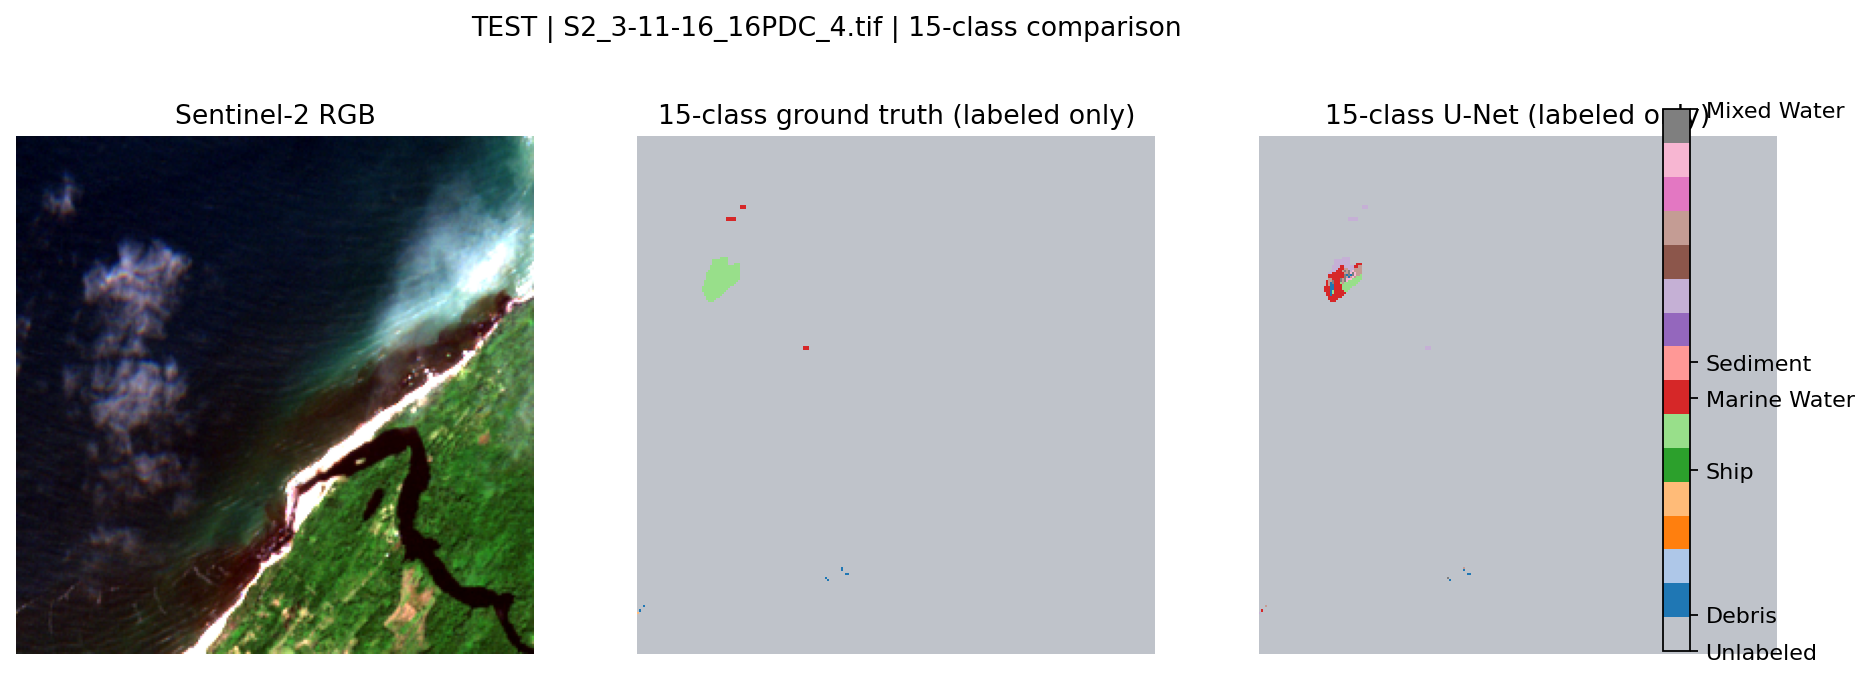 TEST | S2_3-11-16_16PDC_4.tif | 15-class comparison
Sentinel-2 RGB
15-class ground truth (labeled only)
15-class U-Net (labeled only)
Mixed Water
Sediment
Marine Water
Ship
Debris
Unlabeled